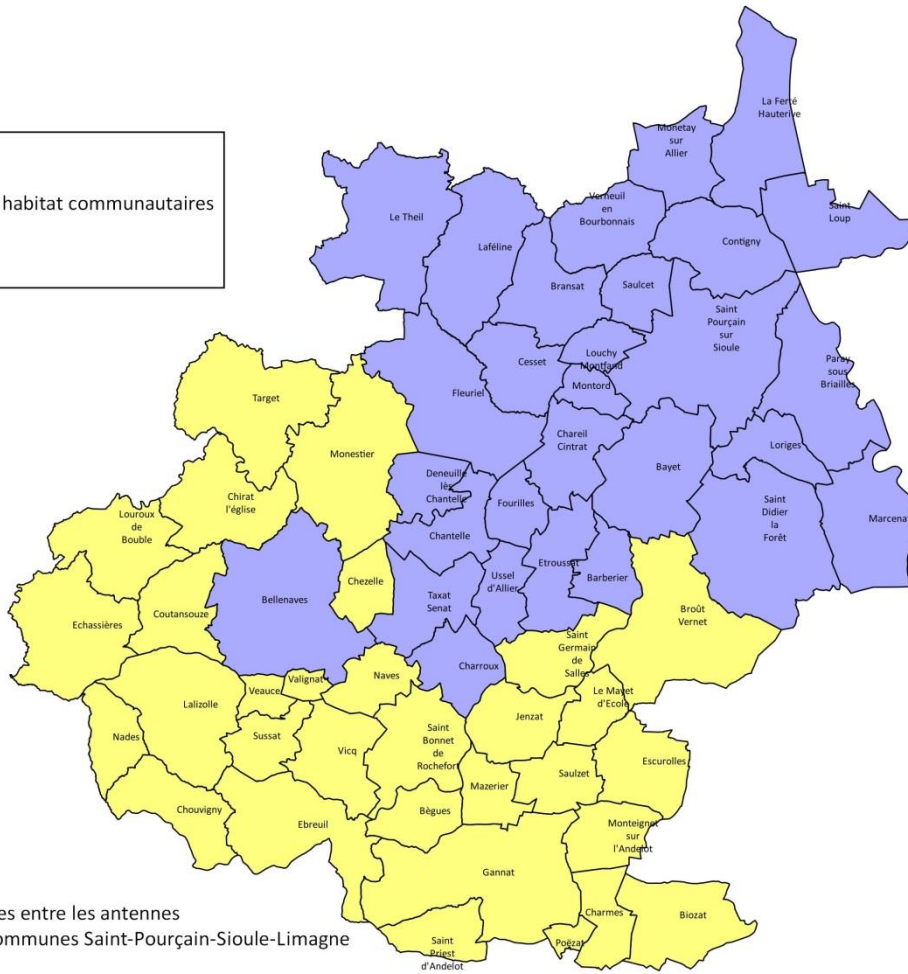 La Ferté
Hauterive
Monetay
sur
Allier
habitat communautaires
Le Theil
Verneuil
en
Bourbonnais
Saint
Loup
Laféline
Contigny
Bransat
Saulcet
Saint
Pourçain
sur
Sioule
Louchy
Montfand
Cesset
Paray
sous
Briailles
Montord
Fleuriel
Target
Chareil
Cintrat
Loriges
Monestier
Bayet
Deneuille
lès
Chantelle
Chirat
l'église
Fourilles
Saint
Didier
la
Forêt
Louroux
de
Bouble
Marcenat
Chantelle
Etroussat
Ussel
d'Allier
Barberier
Chezelle
Taxat
Senat
Bellenaves
Broût
Vernet
Coutansouze
Echassières
Saint
Germain
de
Salles
Charroux
Naves
Valignat
Veauce
Le Mayet
d'Ecole
Lalizolle
Jenzat
Saint
Bonnet
de
Rochefort
Nades
Sussat
Vicq
Escurolles
Saulzet
Mazerier
Chouvigny
Bègues
Ebreuil
Monteignet
sur
l'Andelot
Gannat
Charmes
Biozat
es entre les antennes
ommunes Saint-Pourçain-Sioule-Limagne
Saint
Priest
d'Andelot
Poëzat